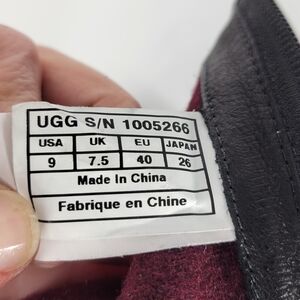 UGG S/N 1005266
USA UK EU JAPAN
9 7.5 40 26
Made In China
Fabrique en Chine